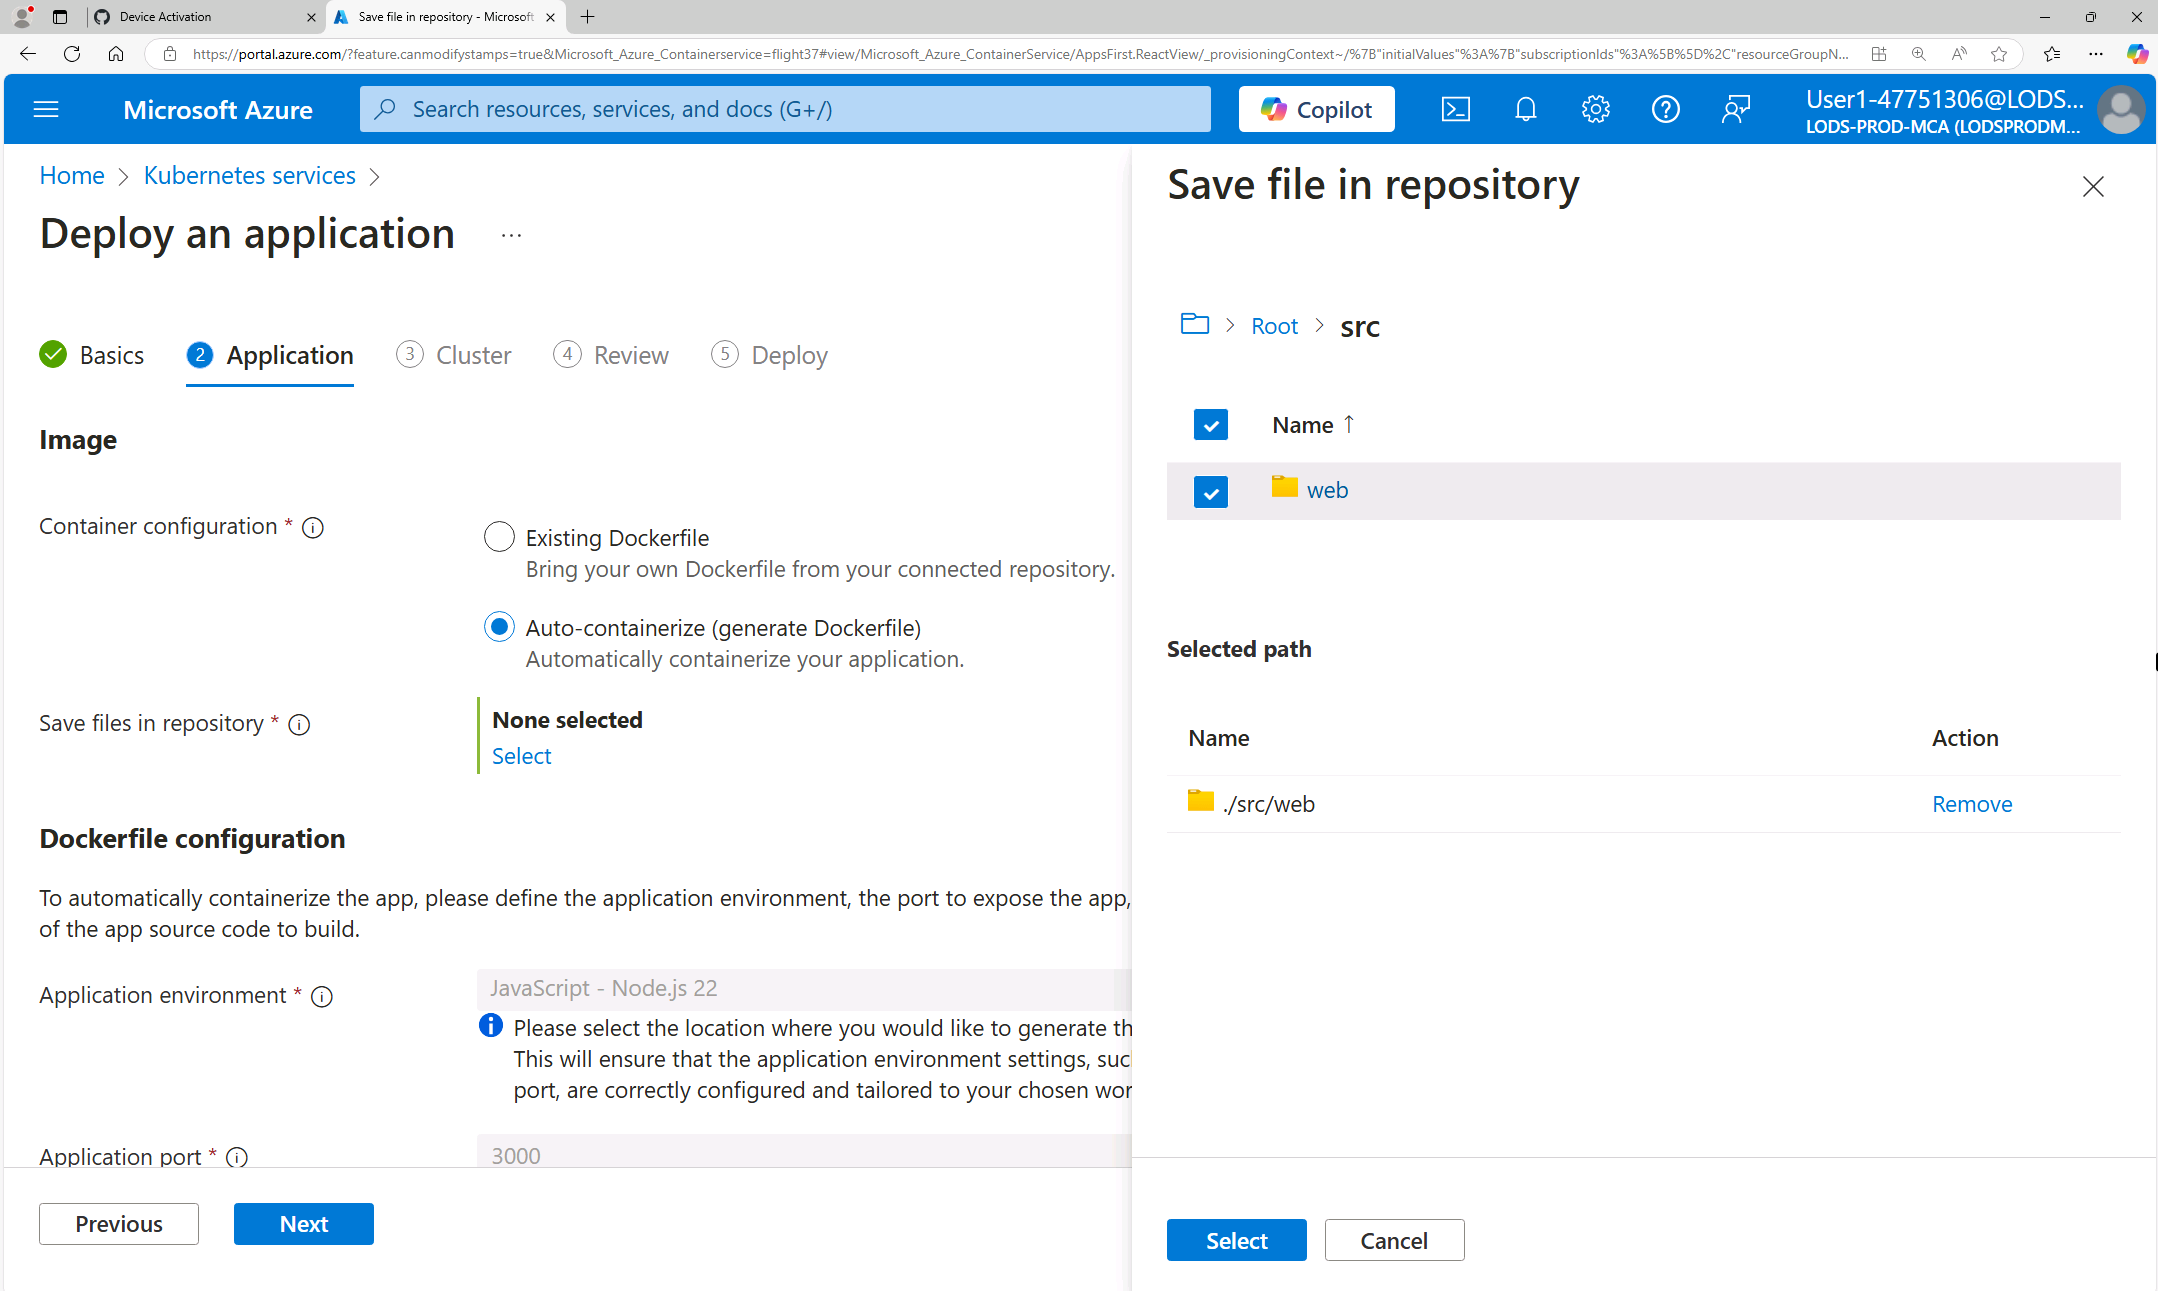 Device Activation
Save file in repository - Microsoft
https://portal.azure.com/?feature.canmodifystamps=true&Microsoft_Azure_Containerservice=flight37#view/Microsoft_Azure_ContainerService/AppsFirst.ReactView/_provisioningContext~/%7B"initialValues"%3A%7B"subscriptionIds"%3A%5B%5D%2C"resourceGroupN...
Microsoft Azure
Search resources, services, and docs (G+/)
Copilot
User1-47751306@LODS...
LODS-PROD-MCA (LODSPRODM...
Home > Kubernetes services >
Deploy an application ...
Basics
2 Application
3 Cluster
4 Review
5 Deploy
Image
Container configuration *
Existing Dockerfile
Bring your own Dockerfile from your connected repository.
Auto-containerize (generate Dockerfile)
Automatically containerize your application.
Save files in repository *
None selected
Select
Dockerfile configuration
To automatically containerize the app, please define the application environment, the port to expose the app,
of the app source code to build.
Application environment *
JavaScript - Node.js 22
Please select the location where you would like to generate th
This will ensure that the application environment settings, suc
port, are correctly configured and tailored to your chosen wor
Application port *
3000
Previous
Next
Save file in repository
> Root > src
Name ↑
web
Selected path
Name Action
./src/web Remove
Select
Cancel